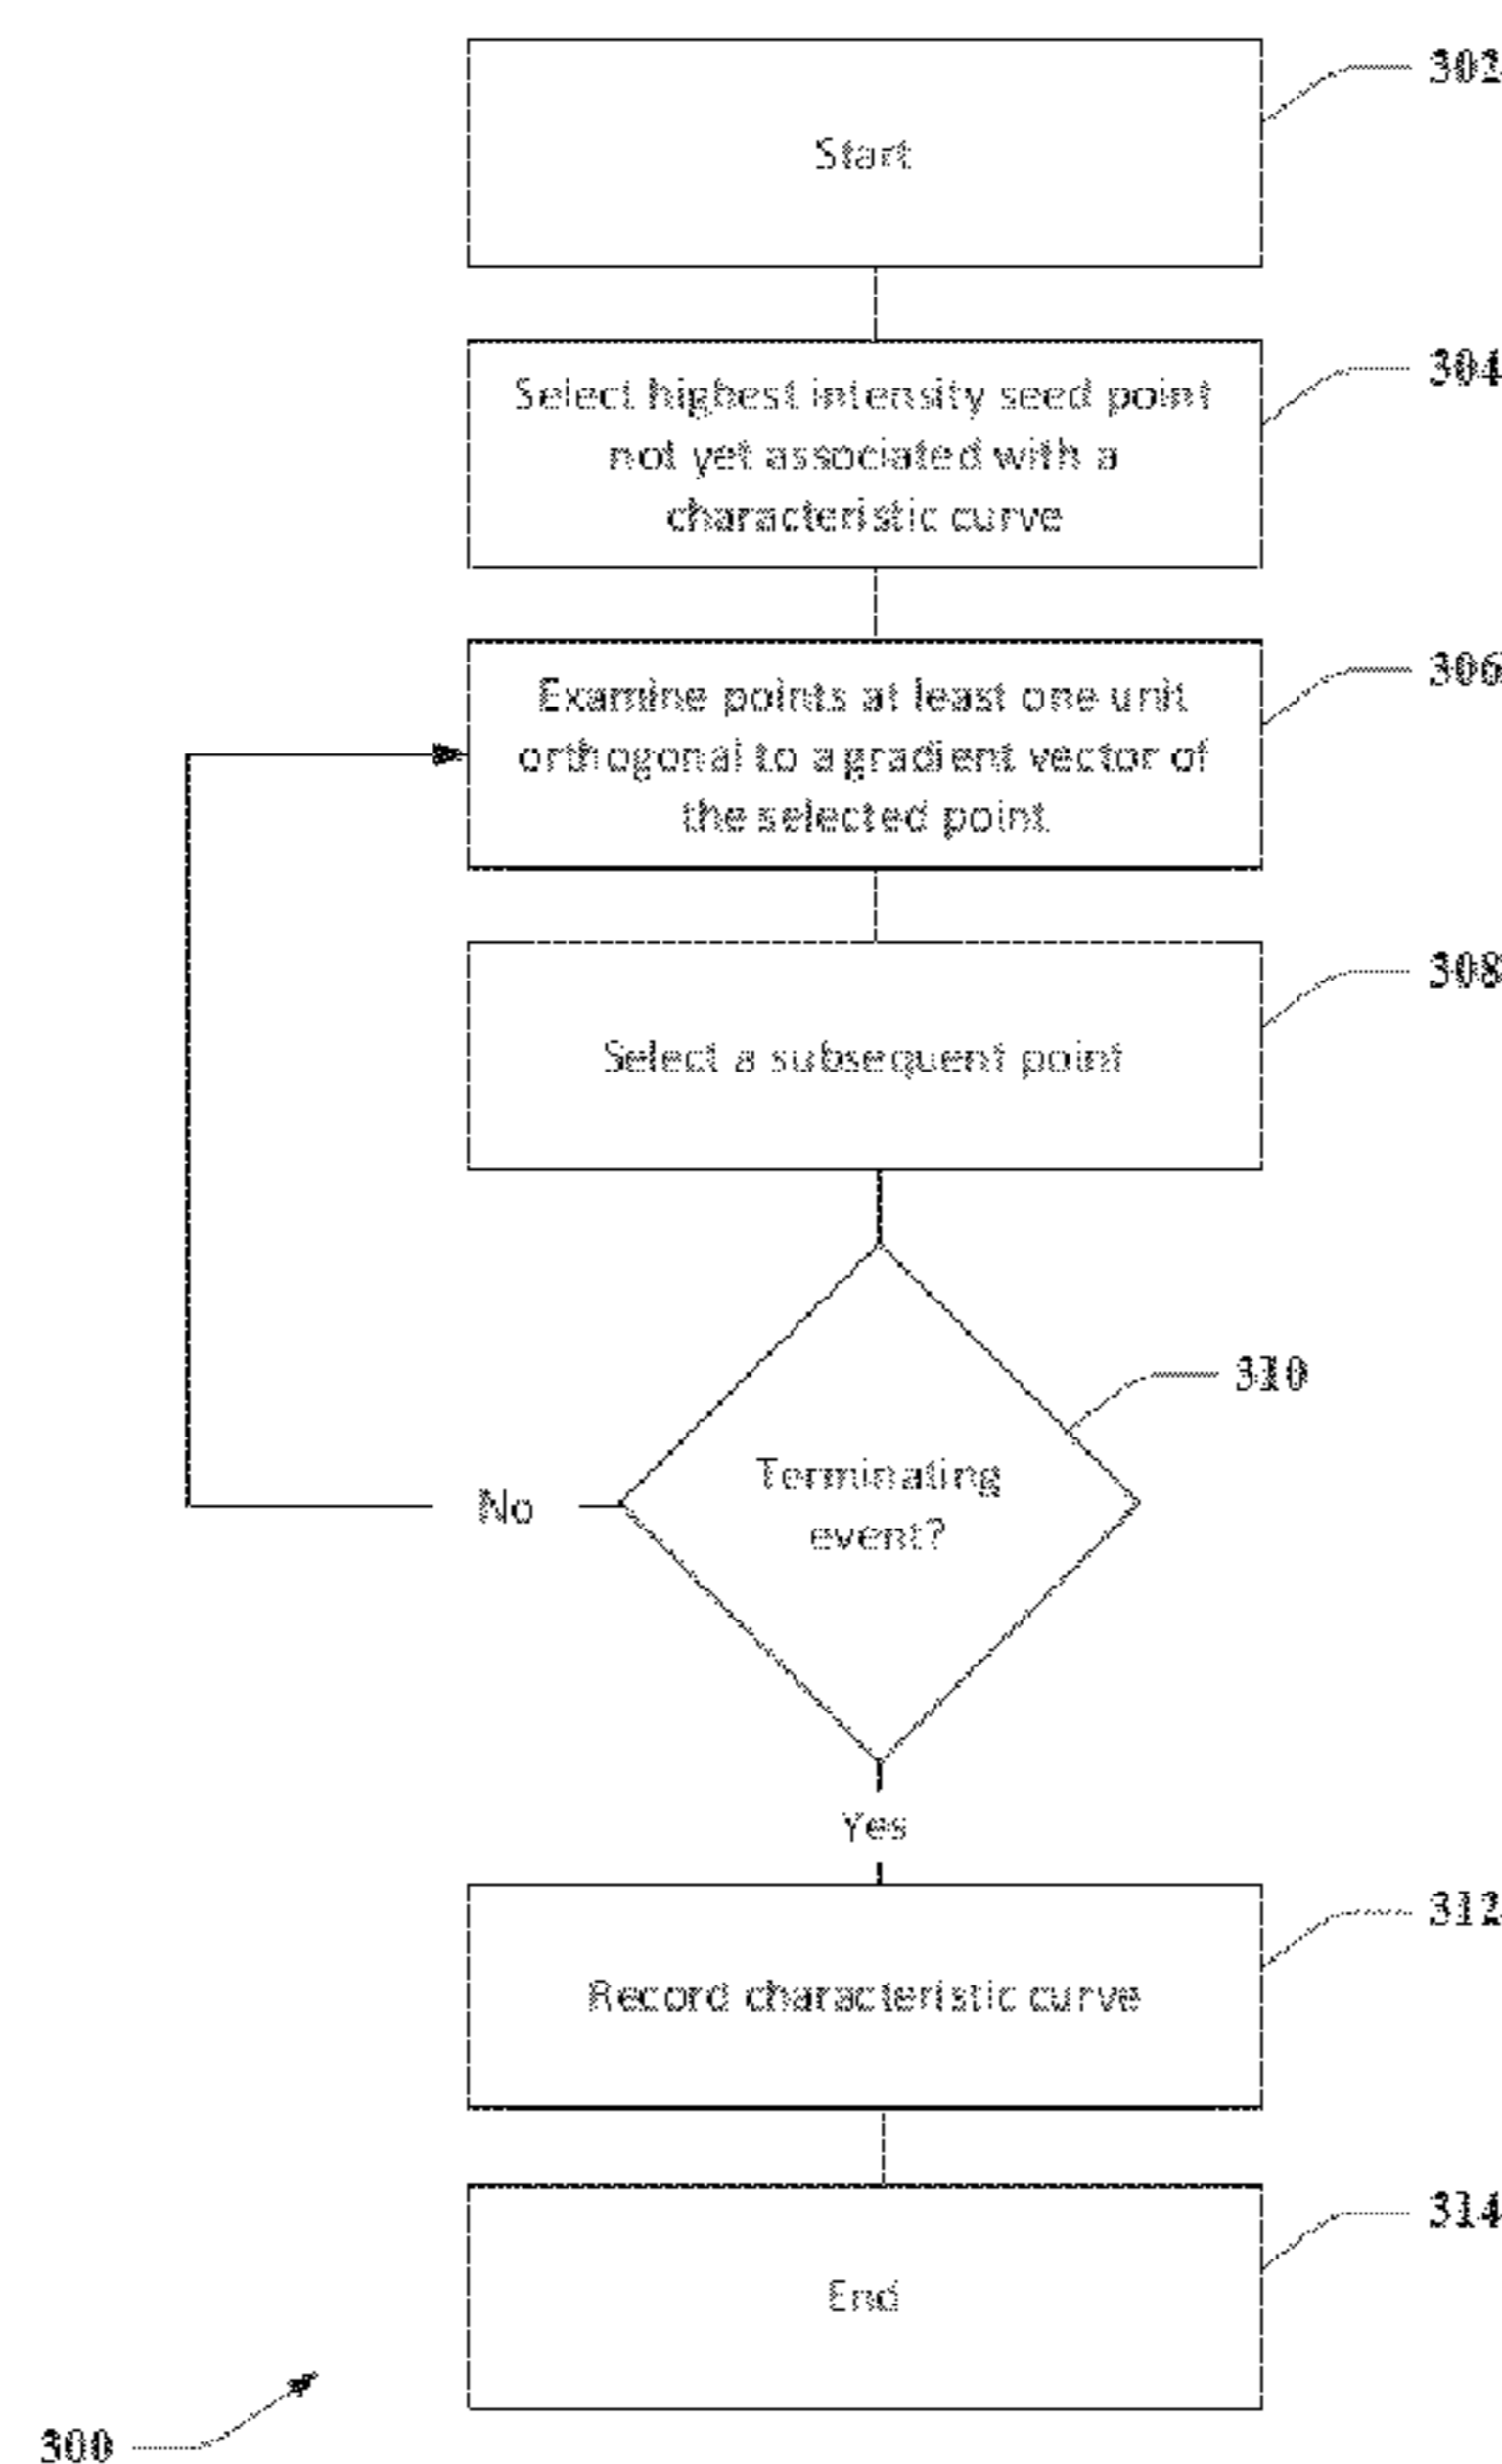 302
Start
304
Select highest intensity seed point
not yet associated with a
characteristic curve
306
Examine points at least one unit
orthogonal to a gradient vector of
the selected point
308
Select a subsequent point
310
Terminating
event?
No
Yes
312
Record characteristic curve
314
End
300